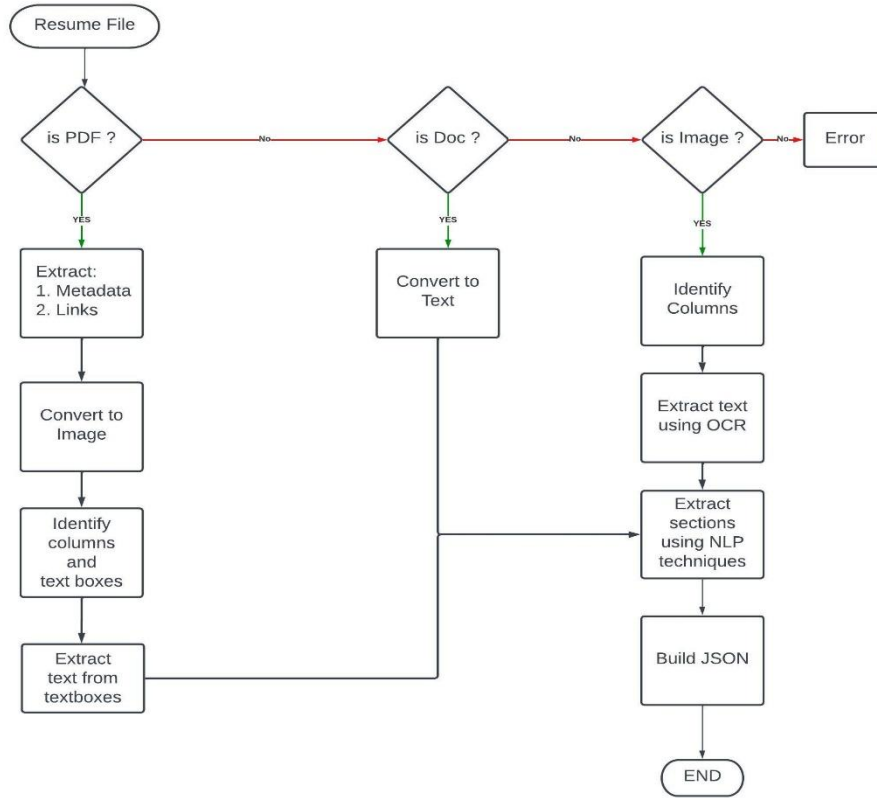 Resume File
is PDF ?
No
is Doc ?
No
is Image ?
No
Error
YES
YES
YES
Extract:
1. Metadata
2. Links
Convert to
Image
Identify
columns
and
text boxes
Extract
text from
textboxes
Convert to
Text
Identify
Columns
Extract text
using OCR
Extract
sections
using NLP
techniques
Build JSON
END